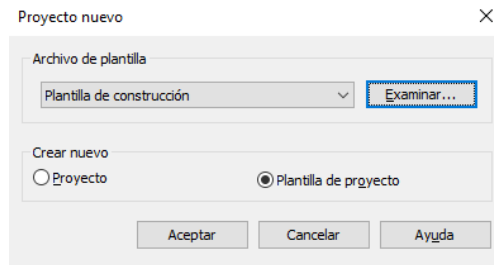 Proyecto nuevo
Archivo de plantilla
Plantilla de construcción
Examinar...
Crear nuevo
Proyecto
Plantilla de proyecto
Aceptar
Cancelar
Ayuda